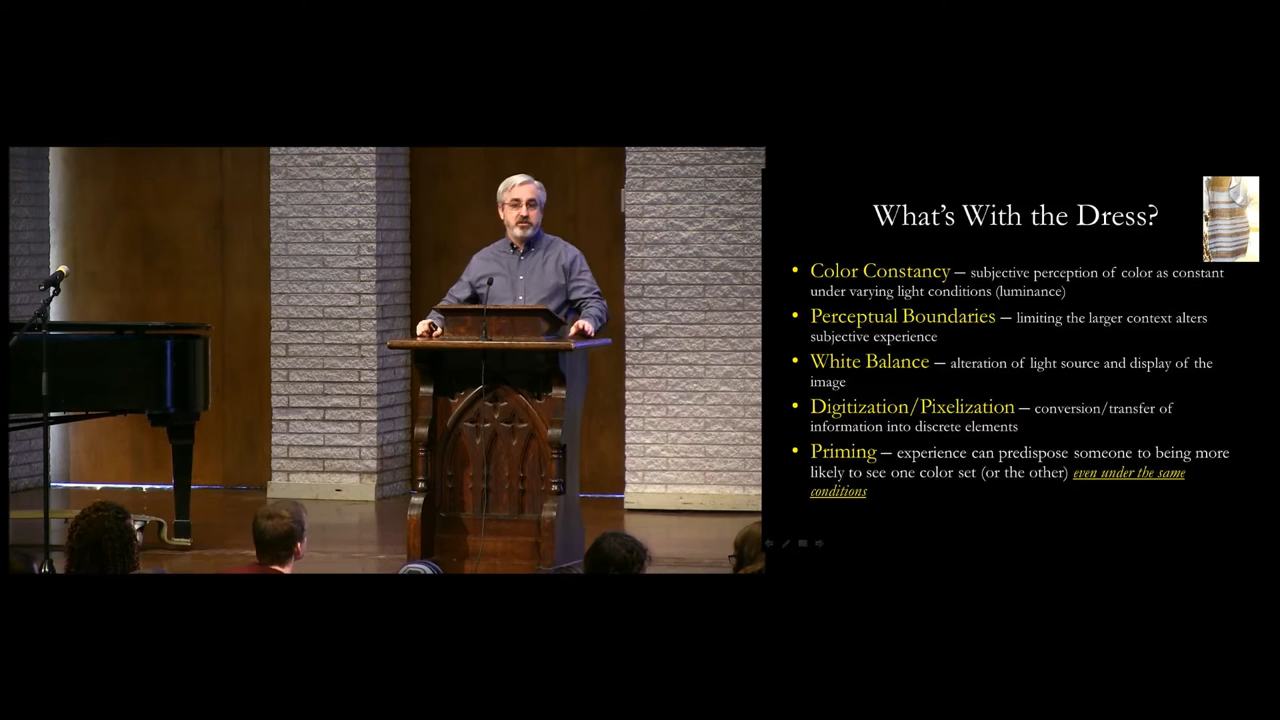 What's With the Dress?
• Color Constancy – subjective perception of color as constant
under varying light conditions (luminance)
• Perceptual Boundaries – limiting the larger context alters
subjective experience
• White Balance – alteration of light source and display of the
image
• Digitization/Pixelization – conversion/transfer of
information into discrete elements
• Priming – experience can predispose someone to being more
likely to see one color set (or the other) even under the same
conditions